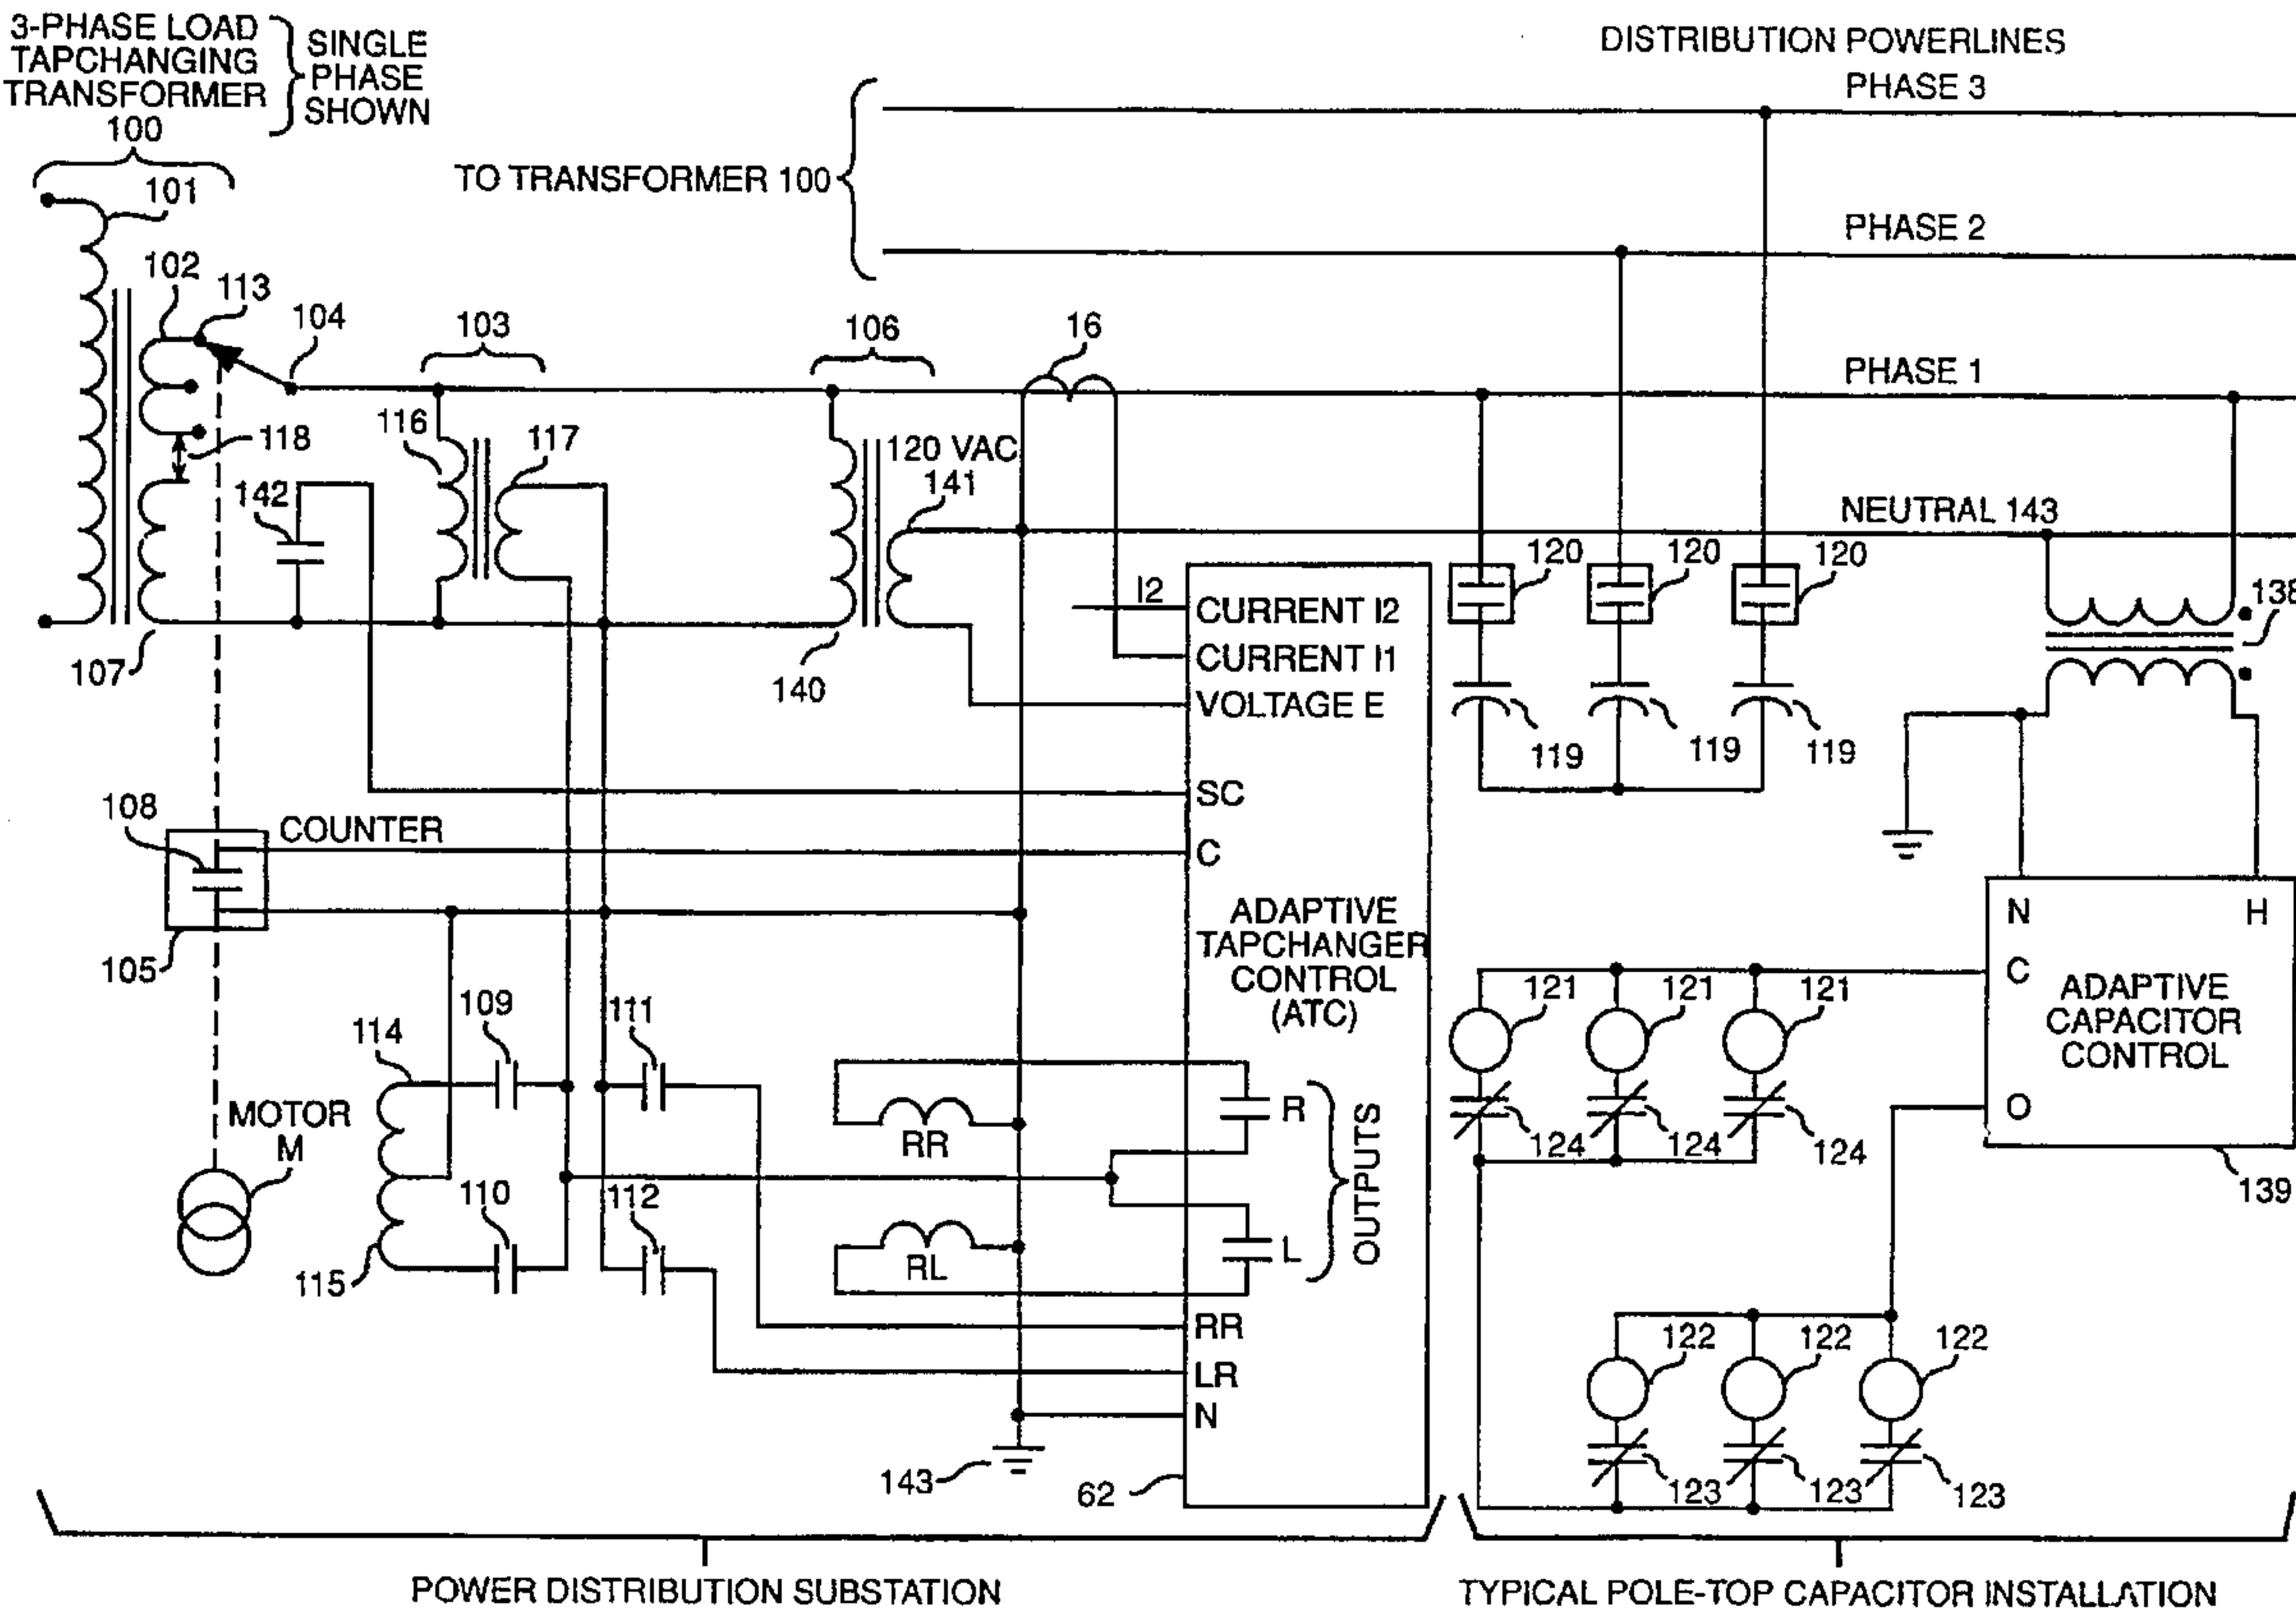 3-PHASE LOAD
TAPCHANGING
TRANSFORMER
100
SINGLE
PHASE
SHOWN
DISTRIBUTION POWERLINES
PHASE 3
TO TRANSFORMER 100
PHASE 2
101
102
113
104
103
106
16
PHASE 1
116
117
118
142
120 VAC
141
NEUTRAL 143
120
120
120
138
107
140
I2
CURRENT I2
CURRENT I1
VOLTAGE E
119
119
119
SC
108
COUNTER
C
105
ADAPTIVE
TAPCHANGER
CONTROL
(ATC)
N
H
C
ADAPTIVE
CAPACITOR
CONTROL
O
139
121
121
121
124
124
124
109
111
114
MOTOR
M
110
112
115
RR
RL
R
L
OUTPUTS
RR
LR
N
143
62
122
122
122
123
123
123
POWER DISTRIBUTION SUBSTATION
TYPICAL POLE-TOP CAPACITOR INSTALLATION